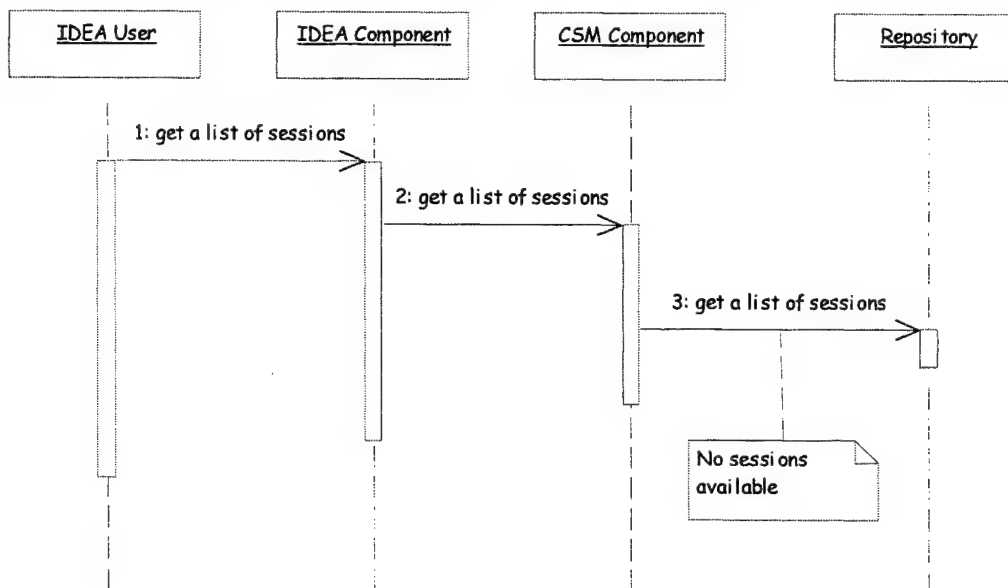 IDEA User
IDEA Component
CSM Component
Repository
1: get a list of sessions
2: get a list of sessions
3: get a list of sessions
No sessions
available